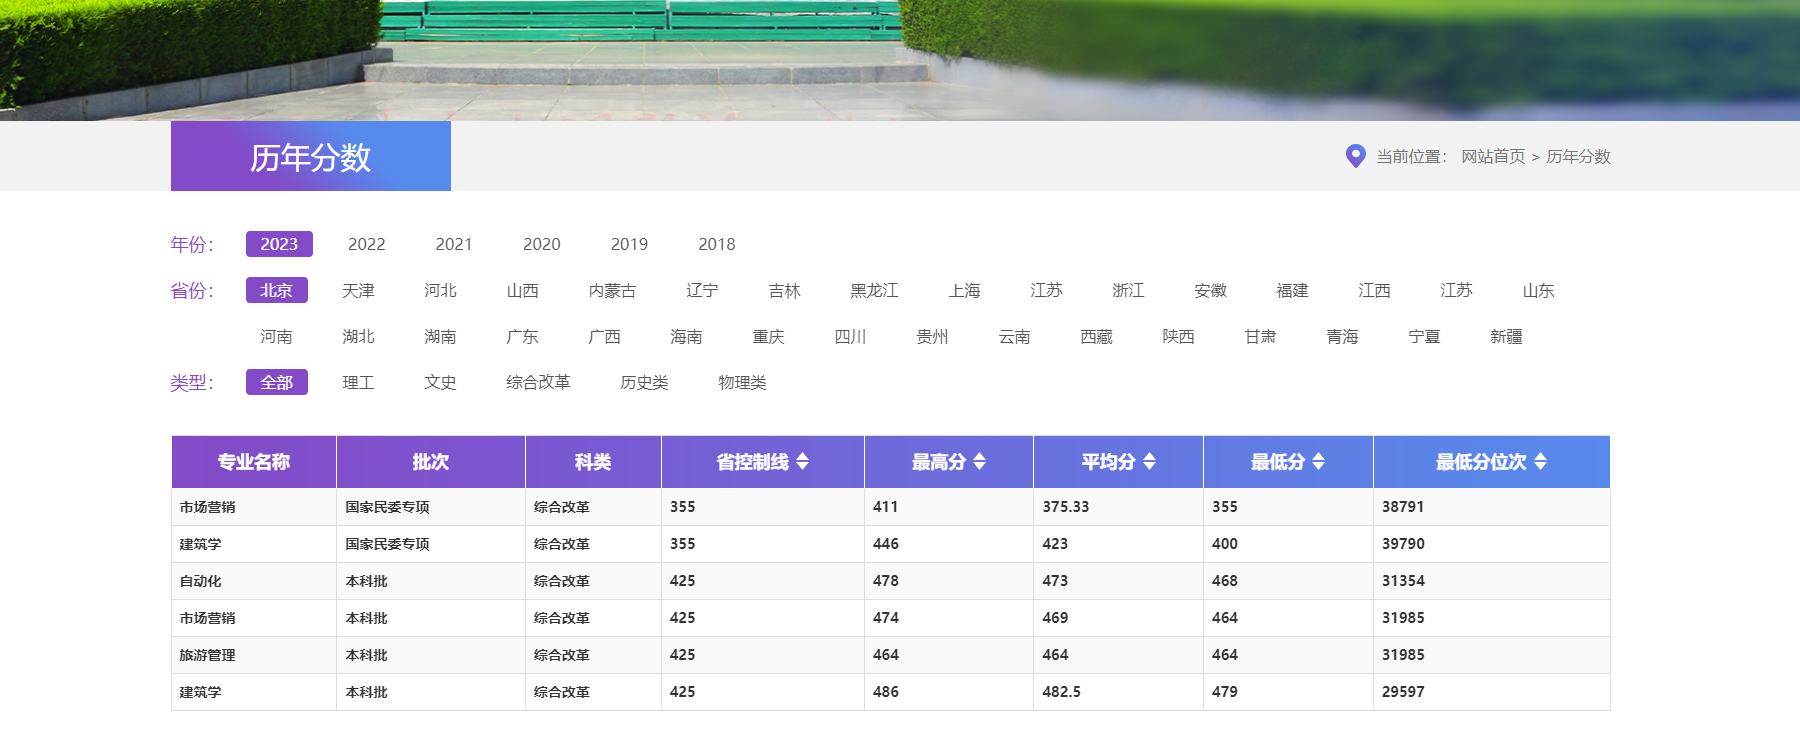 历年分数
当前位置： 网站首页 > 历年分数
年份： 2023 2022 2021 2020 2019 2018
省份： 北京 天津 河北 山西 内蒙古 辽宁 吉林 黑龙江 上海 江苏 浙江 安徽 福建 江西 江苏 山东
河南 湖北 湖南 广东 广西 海南 重庆 四川 贵州 云南 西藏 陕西 甘肃 青海 宁夏 新疆
类型： 全部 理工 文史 综合改革 历史类 物理类
专业名称 批次 科类 省控制线 最高分 平均分 最低分 最低分位次
市场营销 国家民委专项 综合改革 355 411 375.33 355 38791
建筑学 国家民委专项 综合改革 355 446 423 400 39790
自动化 本科批 综合改革 425 478 473 468 31354
市场营销 本科批 综合改革 425 474 469 464 31985
旅游管理 本科批 综合改革 425 464 464 464 31985
建筑学 本科批 综合改革 425 486 482.5 479 29597